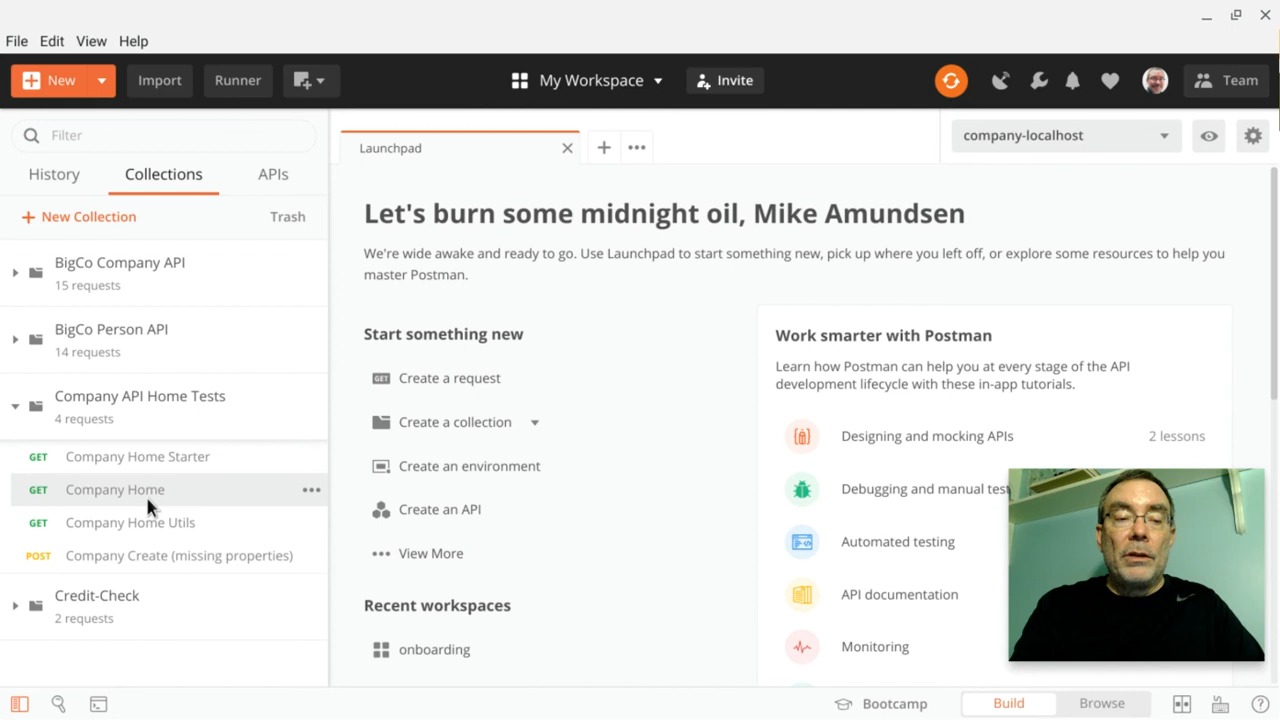 File Edit View Help
New Import Runner My Workspace Invite Team
Filter
History Collections APIs
New Collection Trash
BigCo Company API
15 requests
BigCo Person API
14 requests
Company API Home Tests
4 requests
GET Company Home Starter
GET Company Home
GET Company Home Utils
POST Company Create (missing properties)
Credit-Check
2 requests
Launchpad
company-localhost
Let's burn some midnight oil, Mike Amundsen
We're wide awake and ready to go. Use Launchpad to start something new, pick up where you left off, or explore some resources to help you
master Postman.
Start something new
GET Create a request
Create a collection
Create an environment
Create an API
View More
Recent workspaces
onboarding
Work smarter with Postman
Learn how Postman can help you at every stage of the API
development lifecycle with these in-app tutorials.
Designing and mocking APIs 2 lessons
Debugging and manual test
Automated testing
API documentation
Monitoring
Bootcamp Build Browse